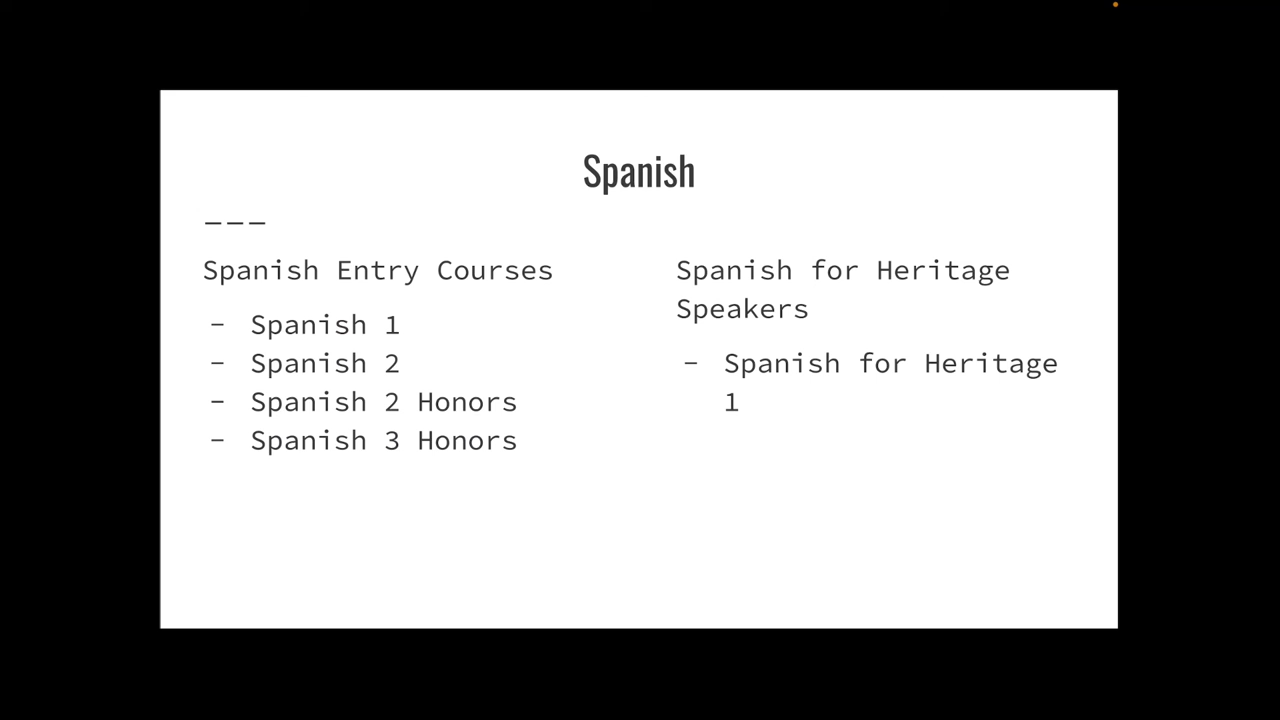 Spanish
———
Spanish Entry Courses
- Spanish 1
- Spanish 2
- Spanish 2 Honors
- Spanish 3 Honors
Spanish for Heritage
Speakers
- Spanish for Heritage
1